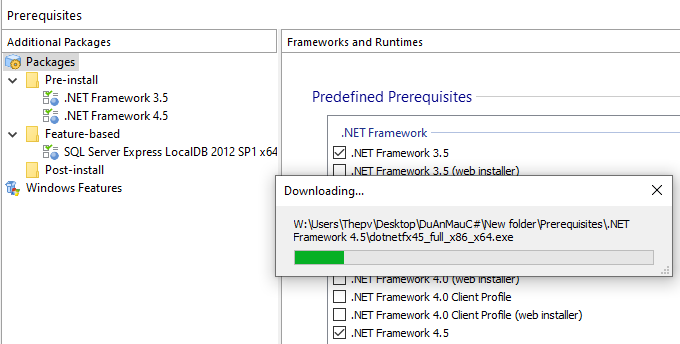 Prerequisites
Additional Packages
Packages
Pre-install
.NET Framework 3.5
.NET Framework 4.5
Feature-based
SQL Server Express LocalDB 2012 SP1 x64
Post-install
Windows Features
Frameworks and Runtimes
Predefined Prerequisites
.NET Framework
.NET Framework 3.5
.NET Framework 3.5 (web installer)
Downloading...
W:\Users\Thepv\Desktop\DuAnMauC#\New folder\Prerequisites\.NET
Framework 4.5\dotnetfx45_full_x86_x64.exe
.NET Framework 4.0 (web installer)
.NET Framework 4.0 Client Profile
.NET Framework 4.0 Client Profile (web installer)
.NET Framework 4.5